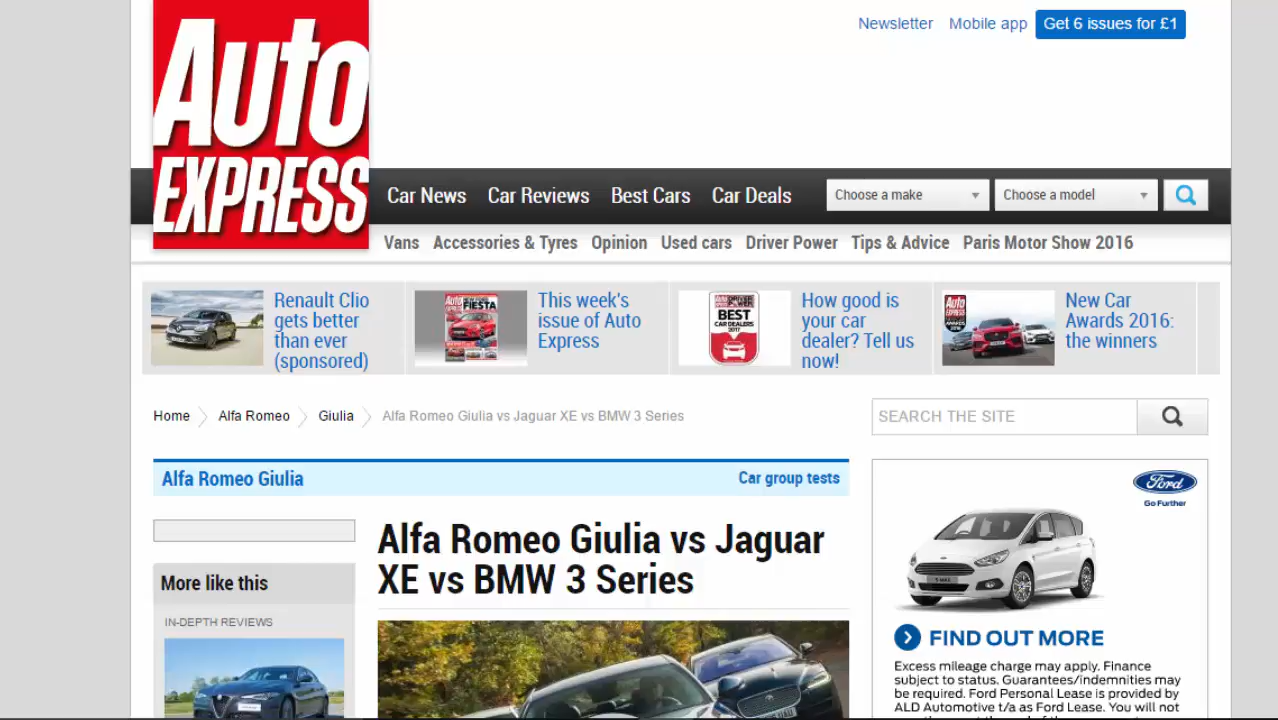 Newsletter Mobile app Get 6 issues for £1
Auto
EXPRESS
Car News Car Reviews Best Cars Car Deals Choose a make Choose a model
Vans Accessories & Tyres Opinion Used cars Driver Power Tips & Advice Paris Motor Show 2016
Renault Clio
gets better
than ever
(sponsored)
Auto
FIESTA
This week's
issue of Auto
Express
BEST
CAR DEALERS
2017
How good is
your car
dealer? Tell us
now!
New Car
Awards 2016:
the winners
Home Alfa Romeo Giulia Alfa Romeo Giulia vs Jaguar XE vs BMW 3 Series
SEARCH THE SITE
Alfa Romeo Giulia Car group tests
Ford
Go Further
Alfa Romeo Giulia vs Jaguar
XE vs BMW 3 Series
More like this
IN-DEPTH REVIEWS
FIND OUT MORE
Excess mileage charge may apply. Finance
subject to status. Guarantees/indemnities may
be required. Ford Personal Lease is provided by
ALD Automotive t/a as Ford Lease. You will not